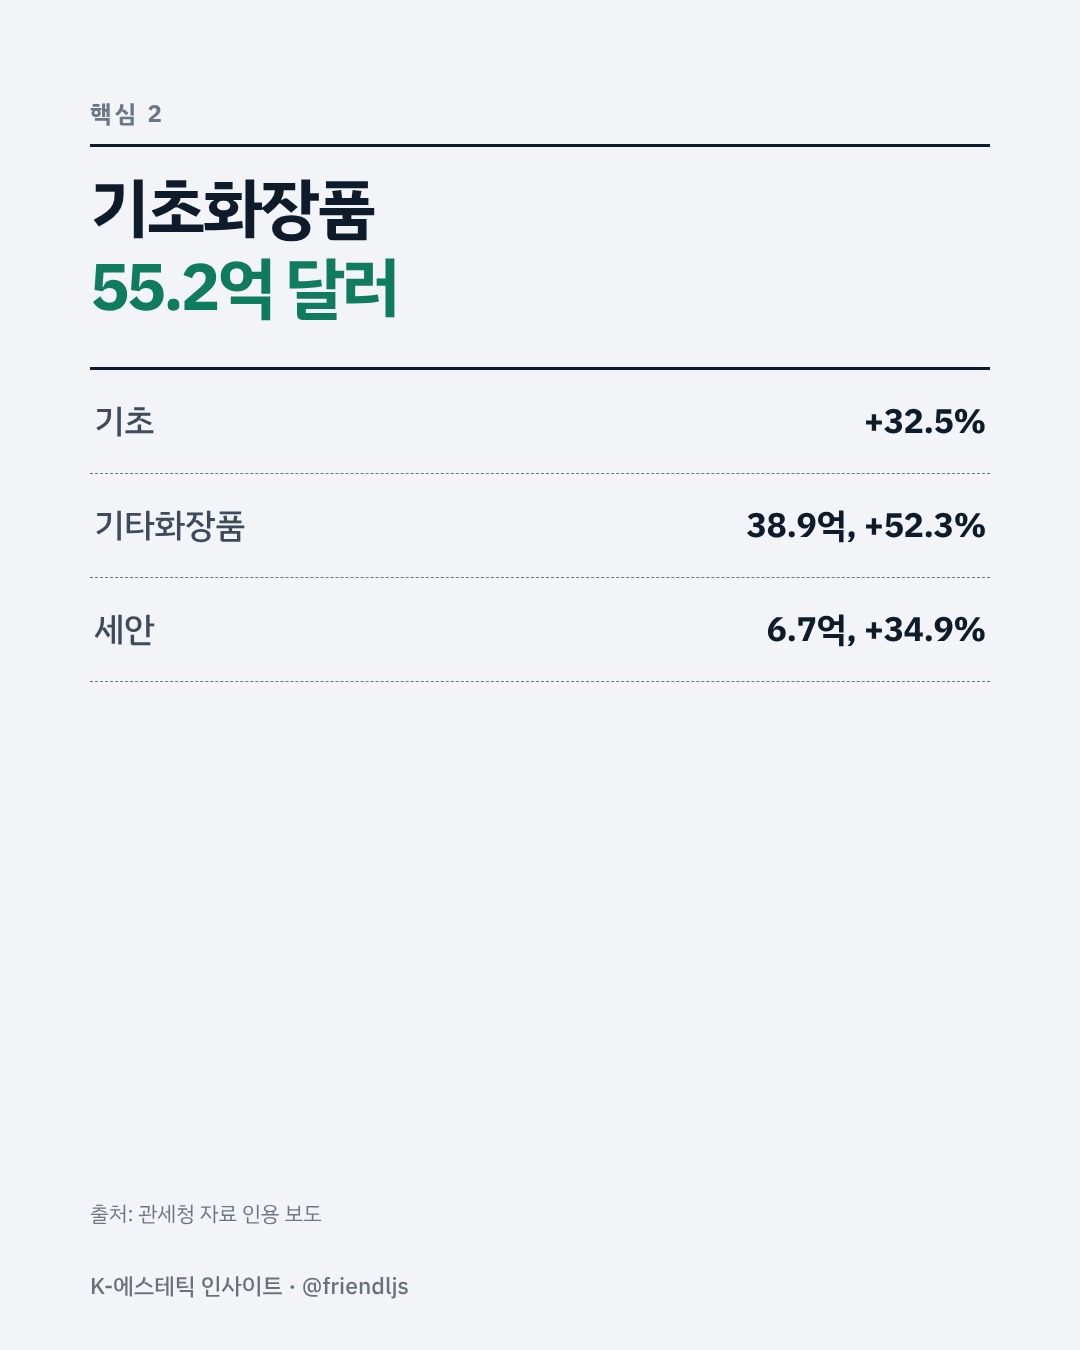 핵심 2
기초화장품
55.2억 달러
기초 +32.5%
기타화장품 38.9억, +52.3%
세안 6.7억, +34.9%
출처: 관세청 자료 인용 보도
K-에스테틱 인사이트 · @friendljs